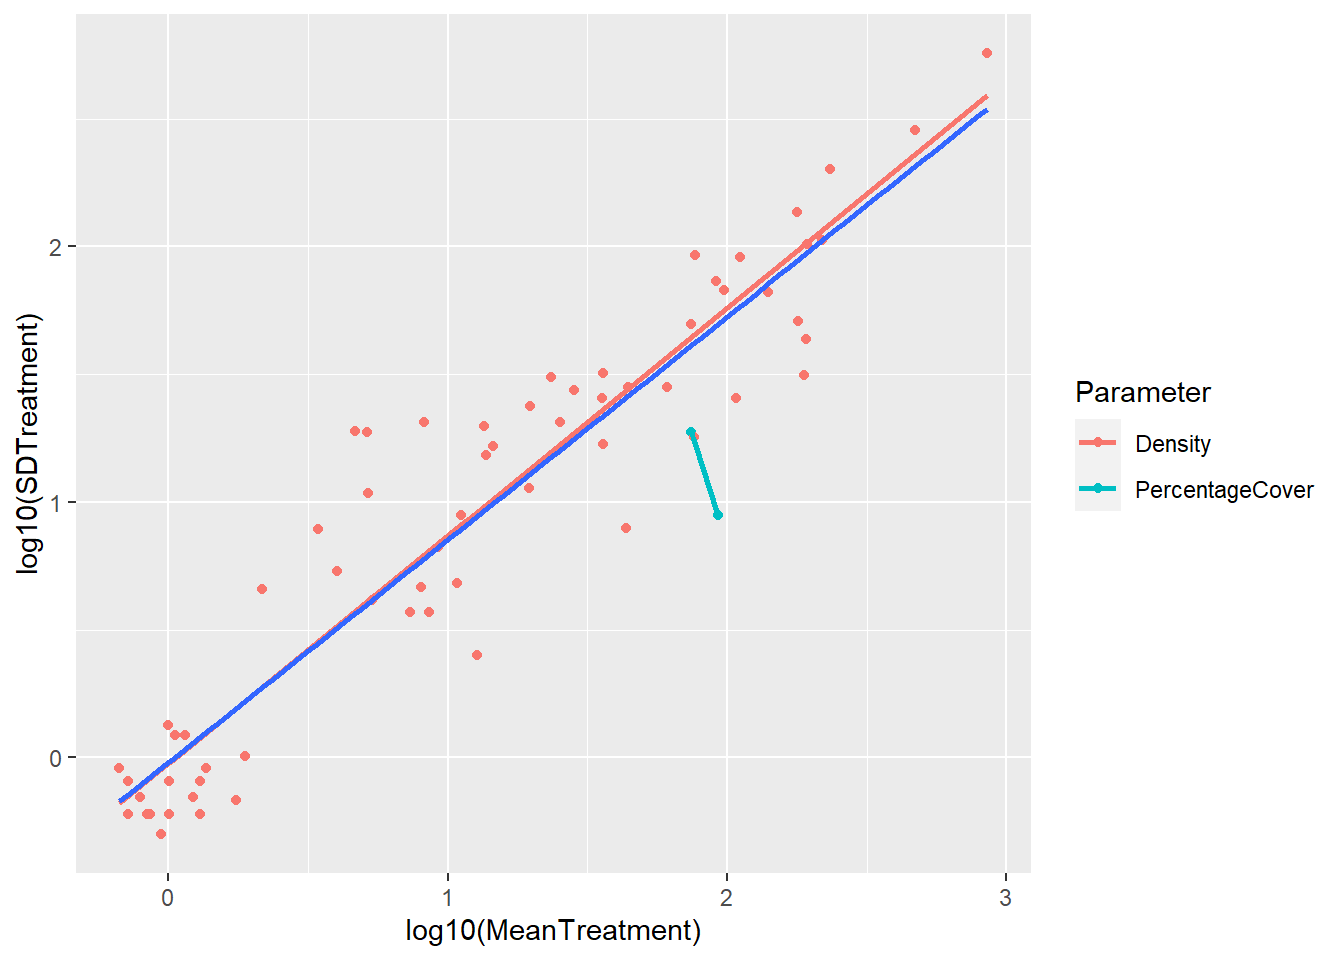 log10(SDTreatment)
2
1
0
0 1 2 3
log10(MeanTreatment)
Parameter
Density
PercentageCover